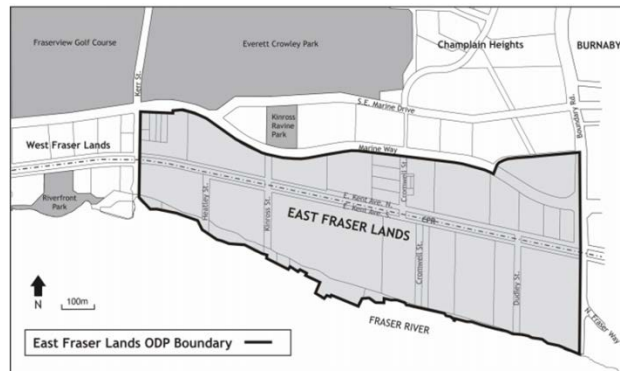 Fraserview Golf Course
Everett Crowley Park
Champlain Heights
BURNABY
Kerr St.
S.E. Marine Drive
Boundary Rd.
Kinross
Ravine
Park
West Fraser Lands
Marine Way
Cromwell St.
Riverfront
Park
Heatley St.
Kinross St.
E. Kent Ave. N.
E. Kent Ave. S.
CPR
EAST FRASER LANDS
Cromwell St.
Dudley St.
N
100m
FRASER RIVER
N. Fraser Way
East Fraser Lands ODP Boundary